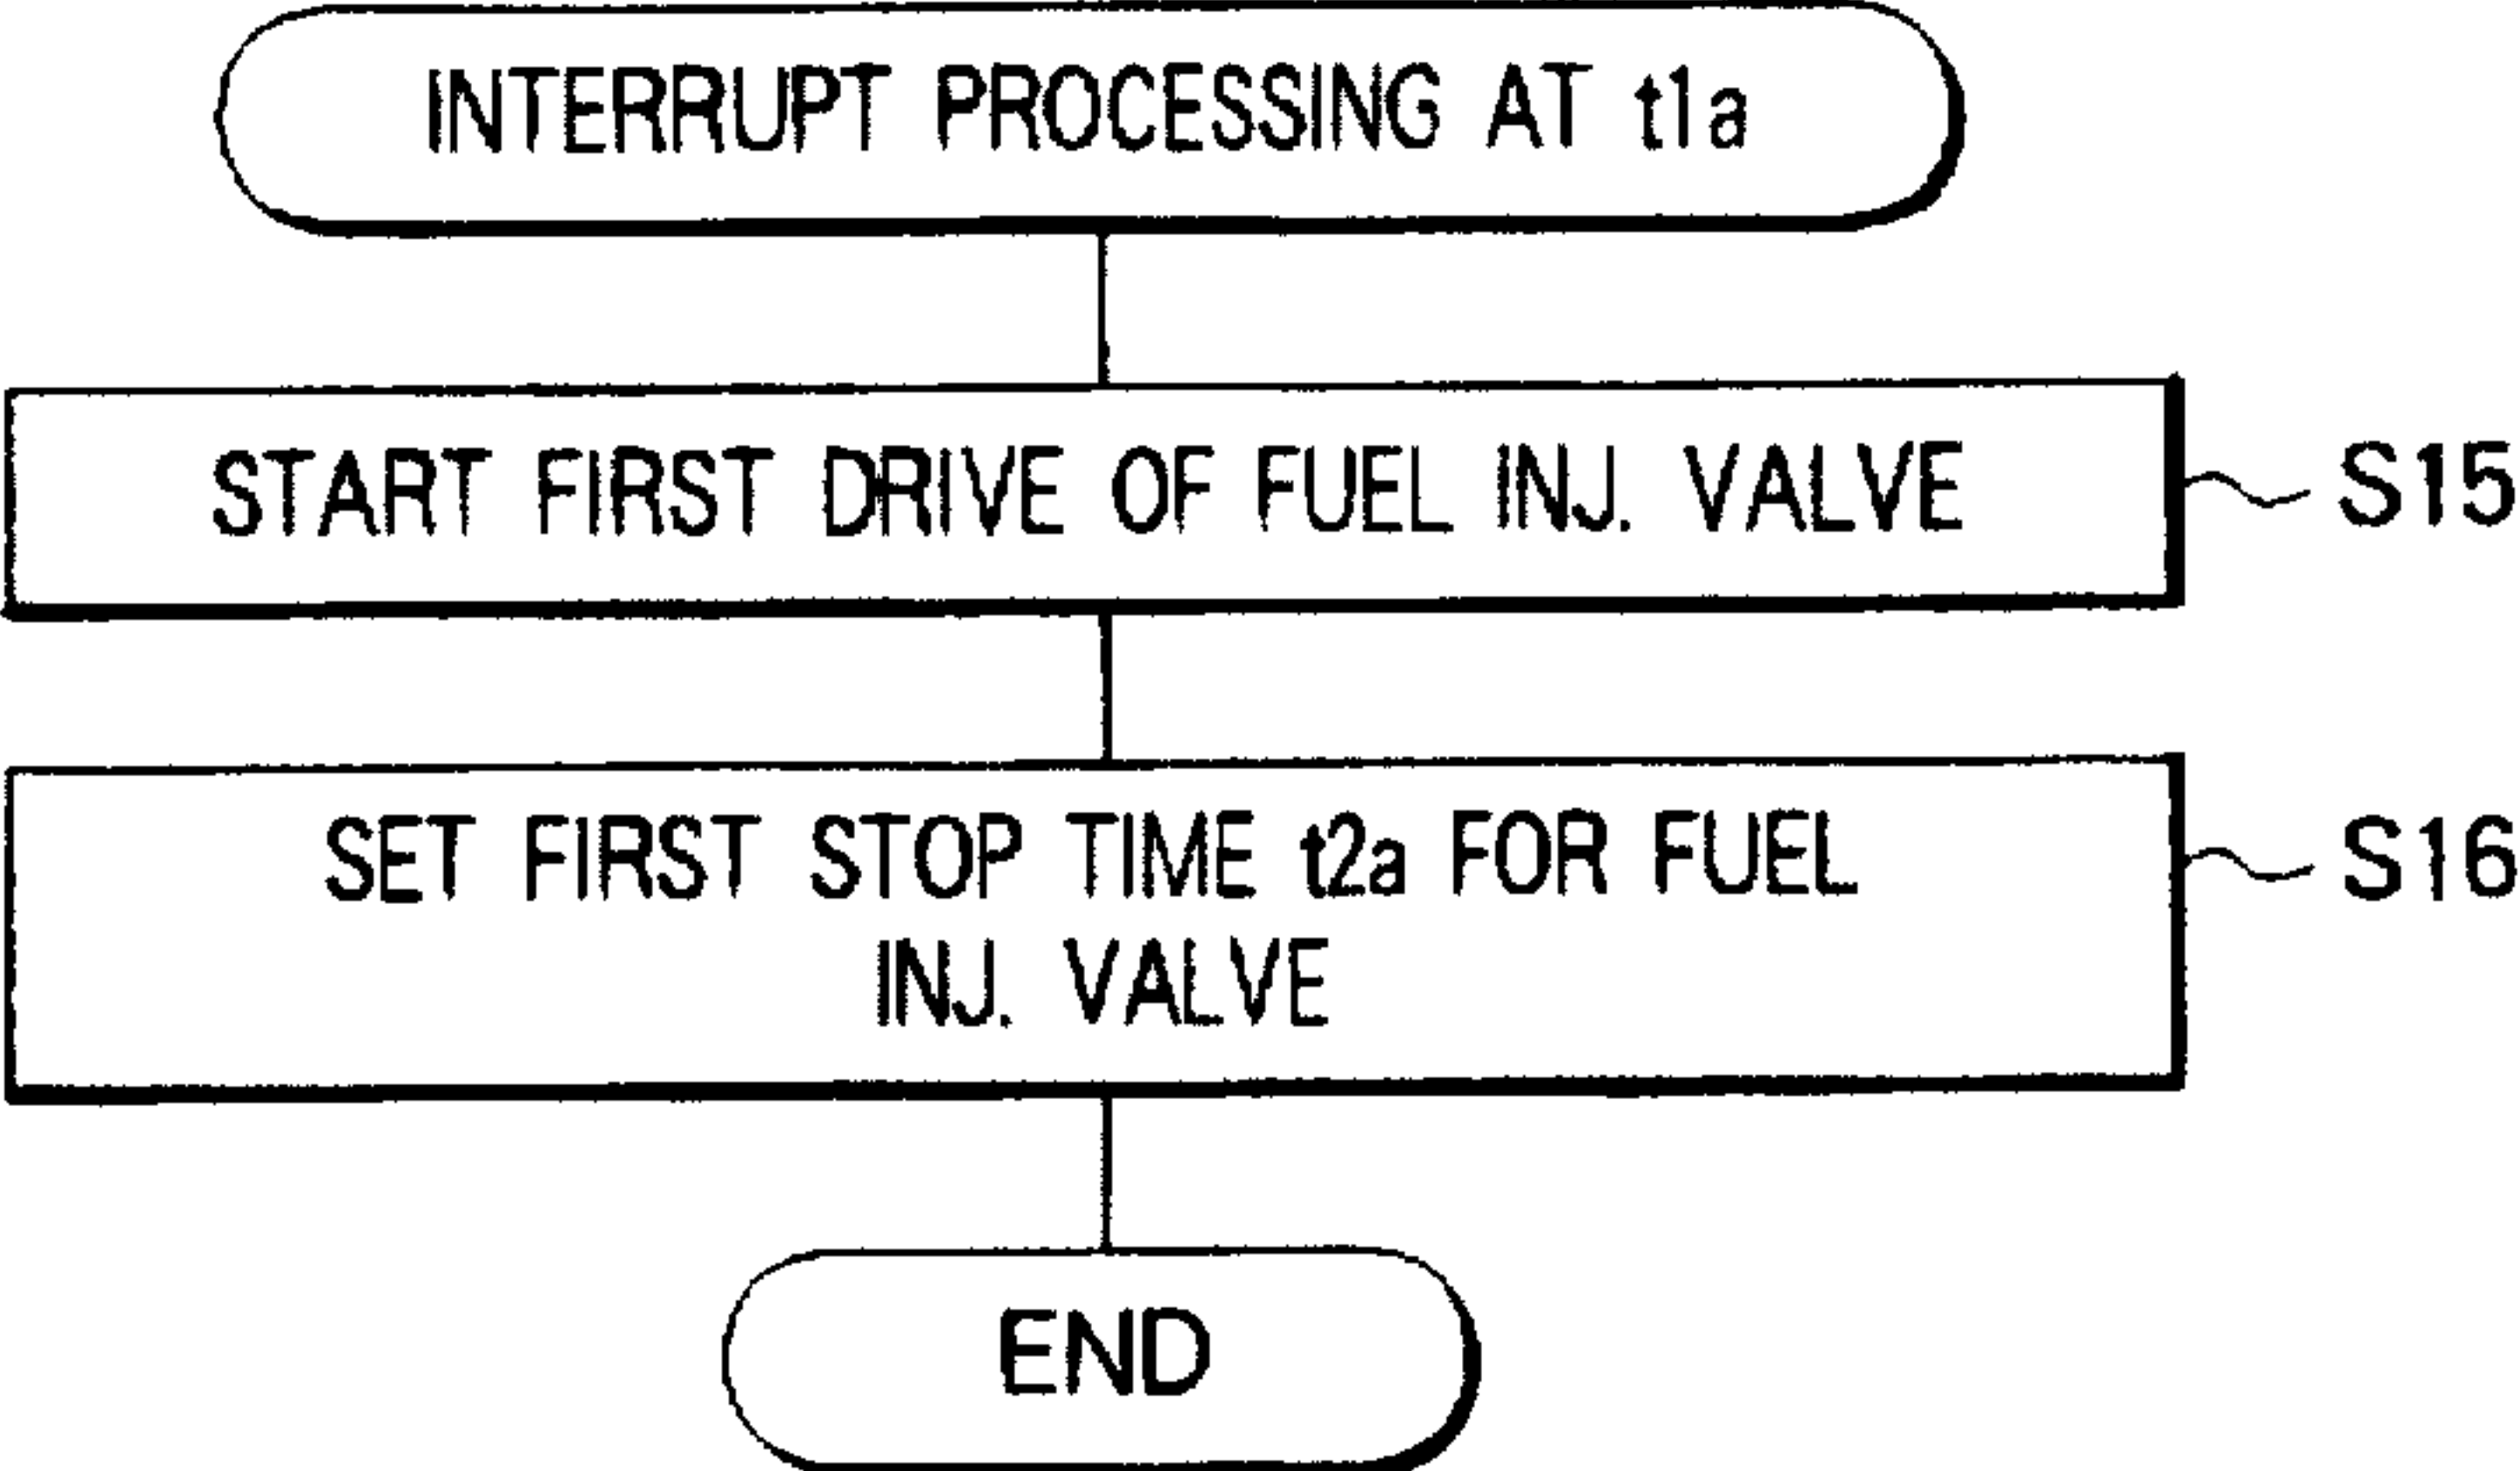 INTERRUPT PROCESSING AT t1a
START FIRST DRIVE OF FUEL INJ. VALVE
S15
SET FIRST STOP TIME t2a FOR FUEL
INJ. VALVE
S16
END